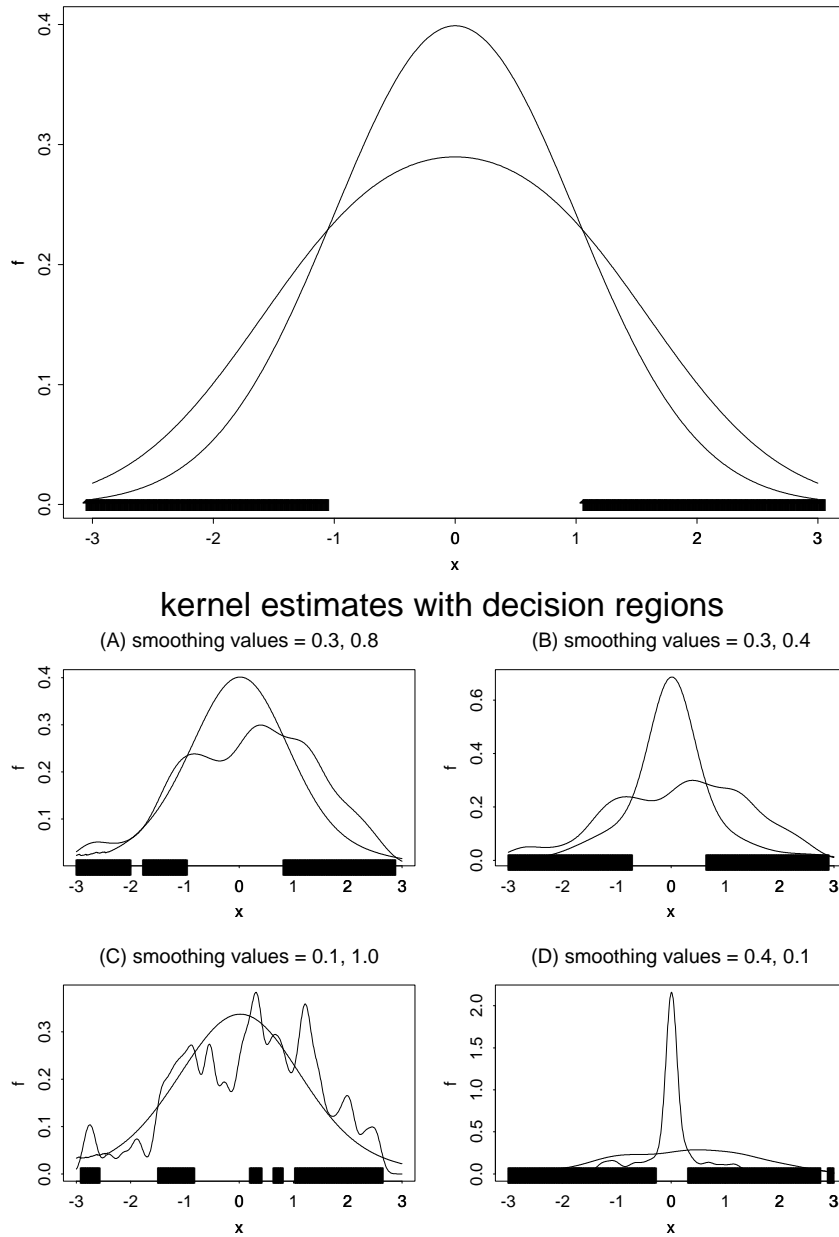 0.4
0.3
f
0.2
0.1
0.0
-3 -2 -1 0 1 2 3
x
kernel estimates with decision regions
(A) smoothing values = 0.3, 0.8
0.4
0.3
f
0.2
0.1
-3 -2 -1 0 1 2 3
x
(B) smoothing values = 0.3, 0.4
0.6
0.4
f
0.2
0.0
-3 -2 -1 0 1 2 3
x
(C) smoothing values = 0.1, 1.0
0.3
0.2
f
0.1
0.0
-3 -2 -1 0 1 2 3
x
(D) smoothing values = 0.4, 0.1
2.0
1.5
f
1.0
0.5
0.0
-3 -2 -1 0 1 2 3
x